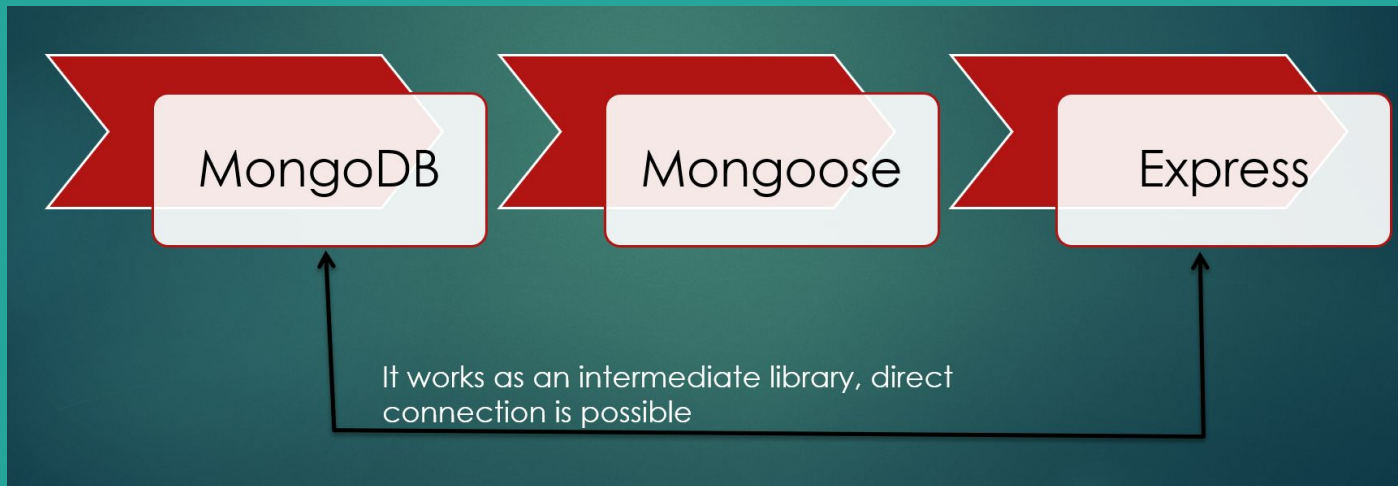 MongoDB
Mongoose
Express
It works as an intermediate library, direct
connection is possible